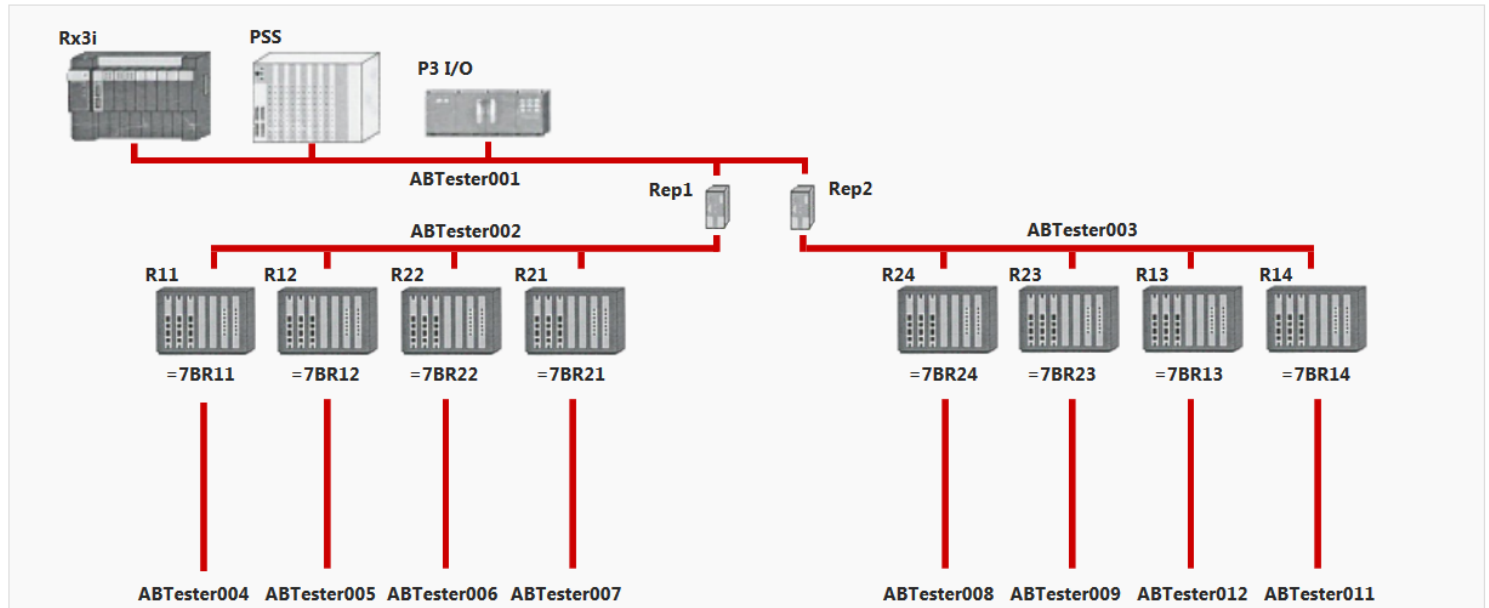 Rx3i
PSS
P3 I/O
ABTester001
Rep1
Rep2
ABTester002
ABTester003
R11
R12
R22
R21
R24
R23
R13
R14
=7BR11
=7BR12
=7BR22
=7BR21
=7BR24
=7BR23
=7BR13
=7BR14
ABTester004
ABTester005
ABTester006
ABTester007
ABTester008
ABTester009
ABTester012
ABTester011